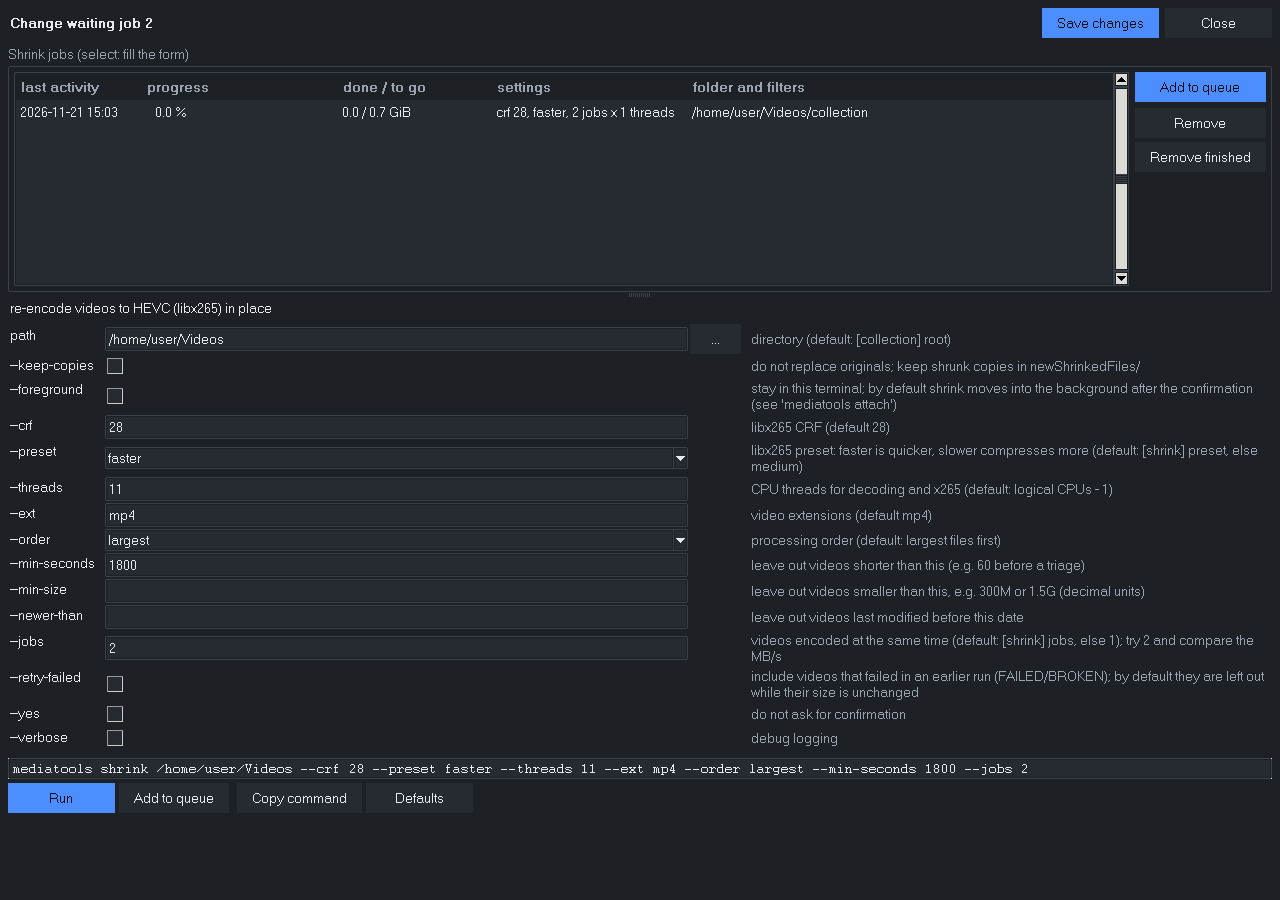 Change waiting job 2
Save changes
Close
Shrink jobs (select: fill the form)
last activity progress done / to go settings folder and filters
2026-11-21 15:03 0.0 % 0.0 / 0.7 GiB crf 28, faster, 2 jobs x 1 threads /home/user/Videos/collection
Add to queue
Remove
Remove finished
re-encode videos to HEVC (libx265) in place
path /home/user/Videos ... directory (default: [collection] root)
--keep-copies do not replace originals; keep shrunk copies in newShrinkedFiles/
--foreground stay in this terminal; by default shrink moves into the background after the confirmation
(see 'mediatools attach')
--crf 28 libx265 CRF (default 28)
--preset faster libx265 preset: faster is quicker, slower compresses more (default: [shrink] preset, else
medium)
--threads 11 CPU threads for decoding and x265 (default: logical CPUs - 1)
--ext mp4 video extensions (default mp4)
--order largest processing order (default: largest files first)
--min-seconds 1800 leave out videos shorter than this (e.g. 60 before a triage)
--min-size leave out videos smaller than this, e.g. 300M or 1.5G (decimal units)
--newer-than leave out videos last modified before this date
--jobs 2 videos encoded at the same time (default: [shrink] jobs, else 1); try 2 and compare the
MB/s
--retry-failed include videos that failed in an earlier run (FAILED/BROKEN); by default they are left out
while their size is unchanged
--yes do not ask for confirmation
--verbose debug logging
mediatools shrink /home/user/Videos --crf 28 --preset faster --threads 11 --ext mp4 --order largest --min-seconds 1800 --jobs 2
Run Add to queue Copy command Defaults